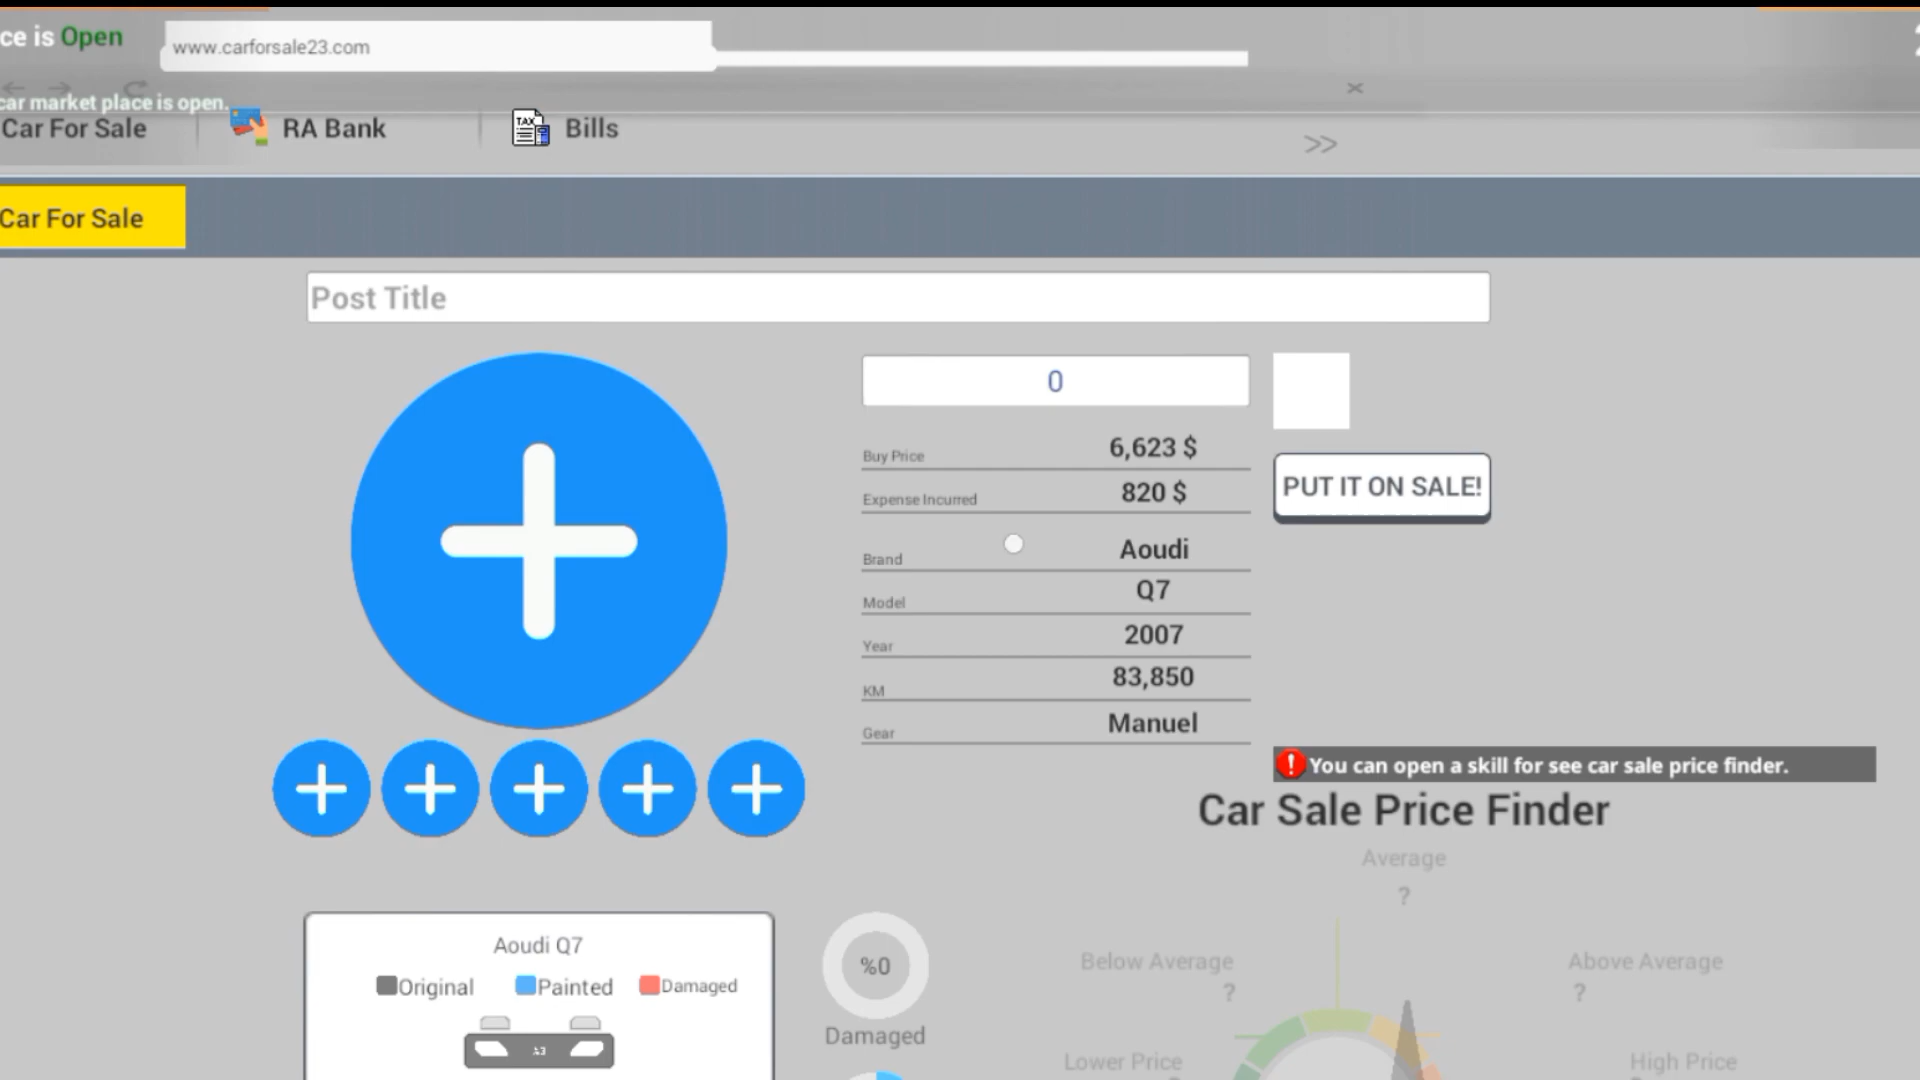 ce is Open
www.carforsale23.com
car market place is open.
Car For Sale
RA Bank
TAX
Bills
>>
Car For Sale
Post Title
0
Buy Price 6,623 $
Expense Incurred 820 $
PUT IT ON SALE!
Brand Aoudi
Model Q7
Year 2007
KM 83,850
Gear Manuel
You can open a skill for see car sale price finder.
Car Sale Price Finder
Average
?
Below Average
?
Above Average
?
Lower Price
High Price
Aoudi Q7
Original Painted Damaged
%0
Damaged